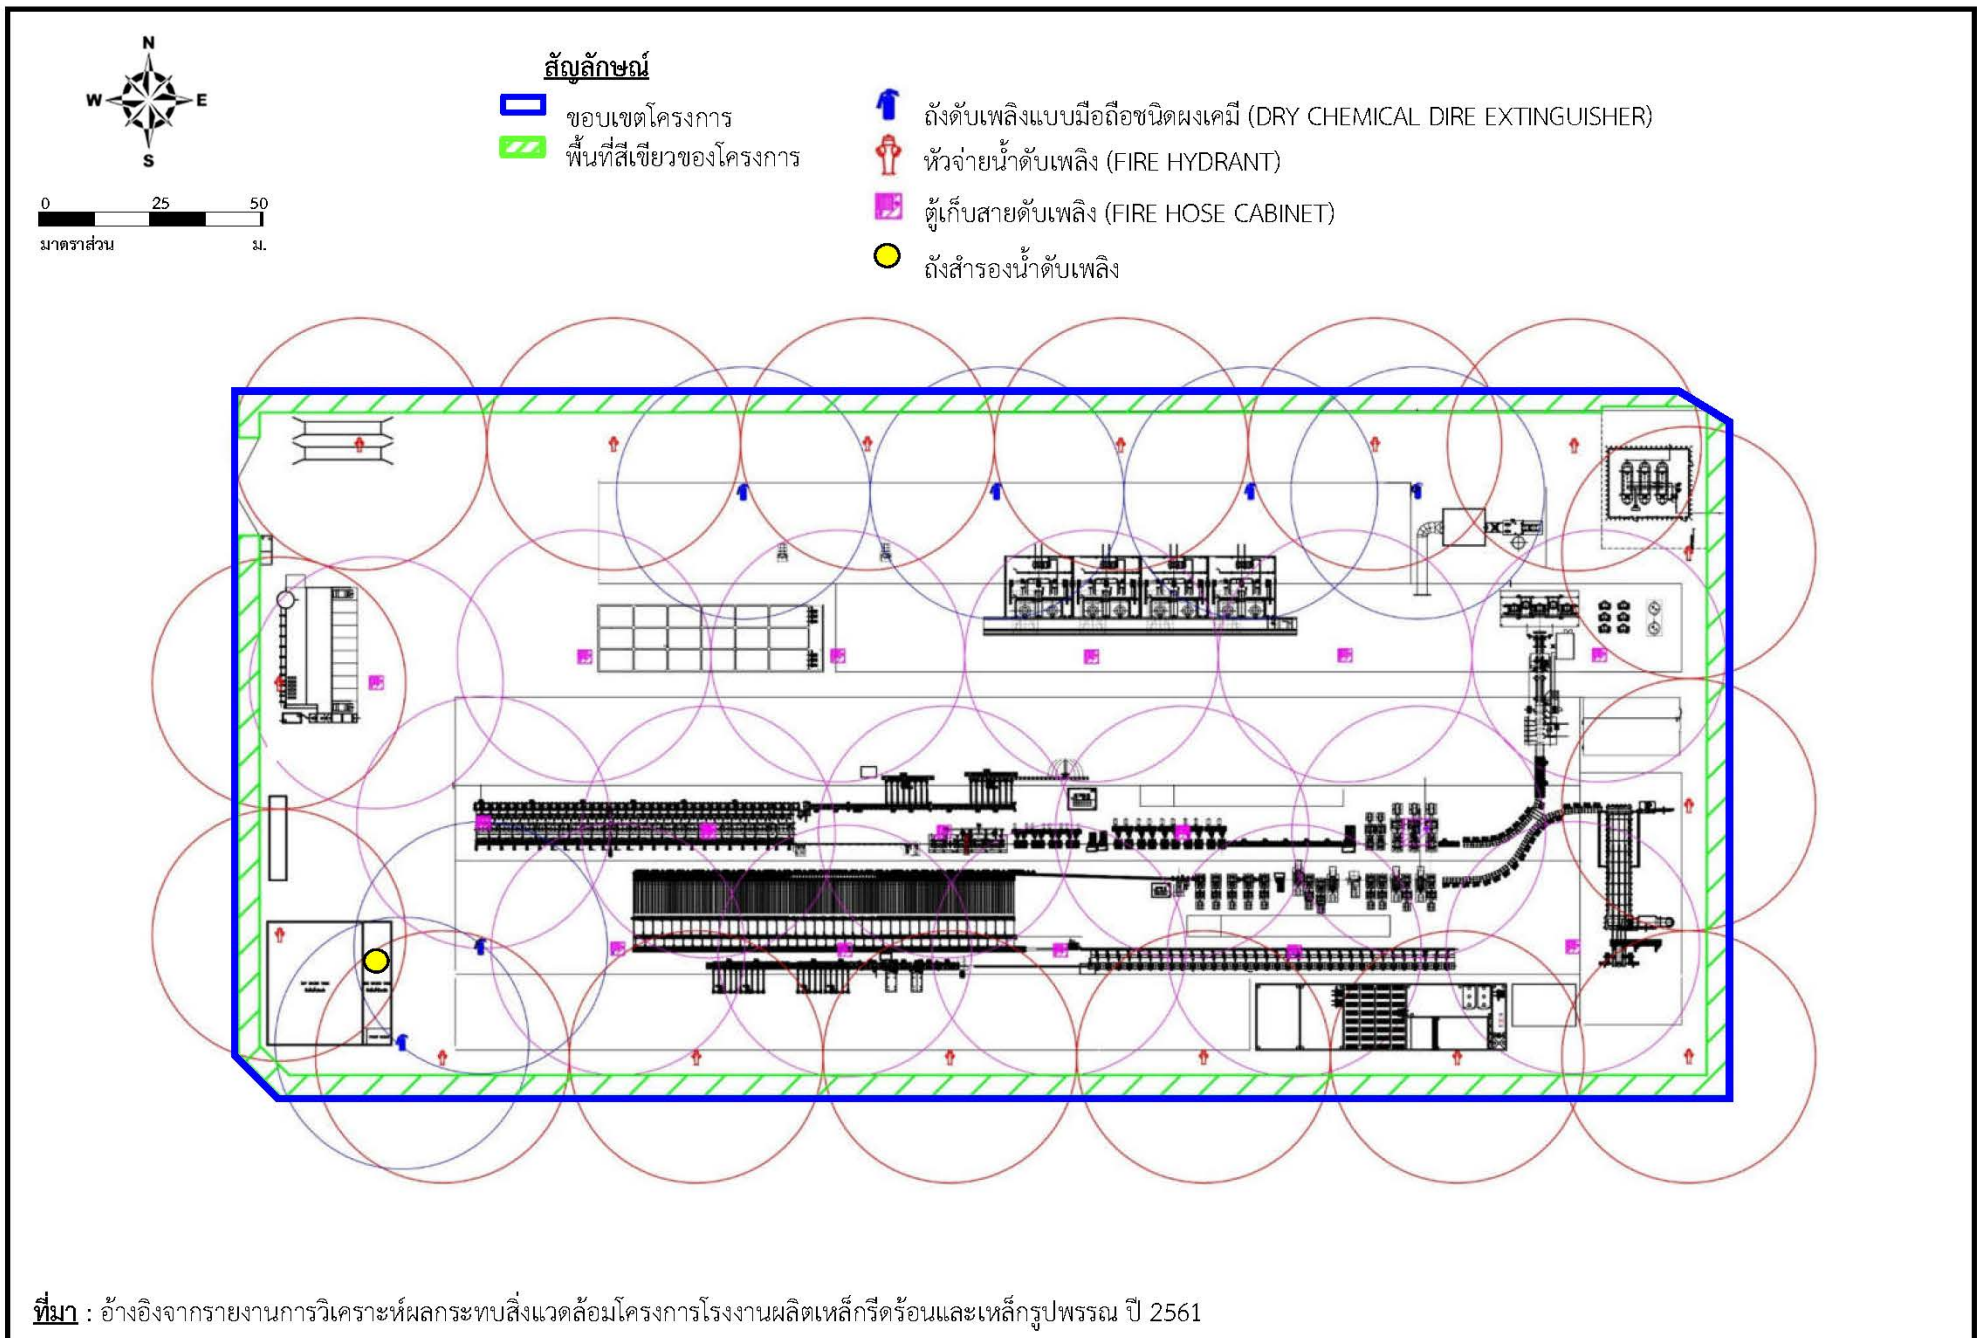 N
W E
S
0 25 50
มาตราส่วน ม.
สัญลักษณ์
ขอบเขตโครงการ
พื้นที่สีเขียวของโครงการ
ถังดับเพลิงแบบมือถือชนิดผงเคมี (DRY CHEMICAL DIRE EXTINGUISHER)
หัวจ่ายน้ำดับเพลิง (FIRE HYDRANT)
ตู้เก็บสายดับเพลิง (FIRE HOSE CABINET)
ถังสำรองน้ำดับเพลิง
ที่มา : อ้างอิงจากรายงานการวิเคราะห์ผลกระทบสิ่งแวดล้อมโครงการโรงงานผลิตเหล็กรีดร้อนและเหล็กรูปพรรณ ปี 2561